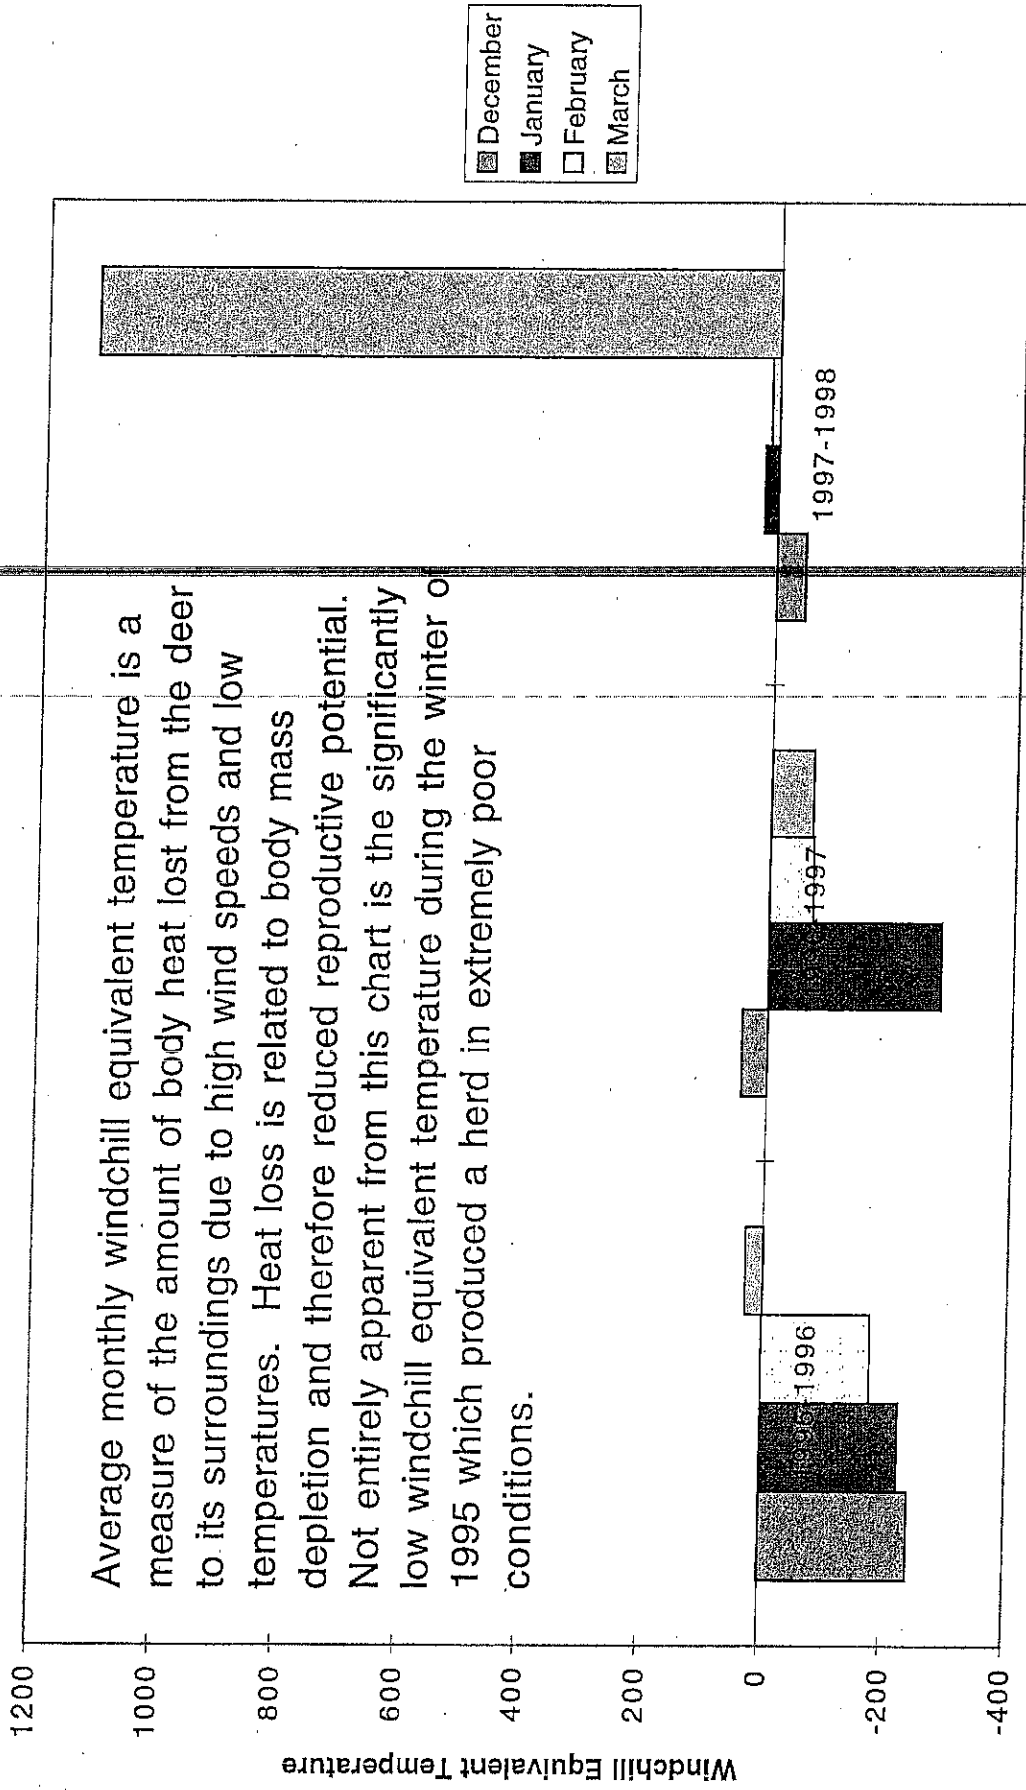 Average monthly windchill equivalent temperature is a
measure of the amount of body heat lost from the deer
to its surroundings due to high wind speeds and low
temperatures. Heat loss is related to body mass
depletion and therefore reduced reproductive potential.
Not entirely apparent from this chart is the significantly
low windchill equivalent temperature during the winter o
1995 which produced a herd in extremely poor
conditions.
Windchill Equivalent Temperature
1200
1000
800
600
400
200
0
-200
-400
1995-1996
1997
1997-1998
December
January
February
March